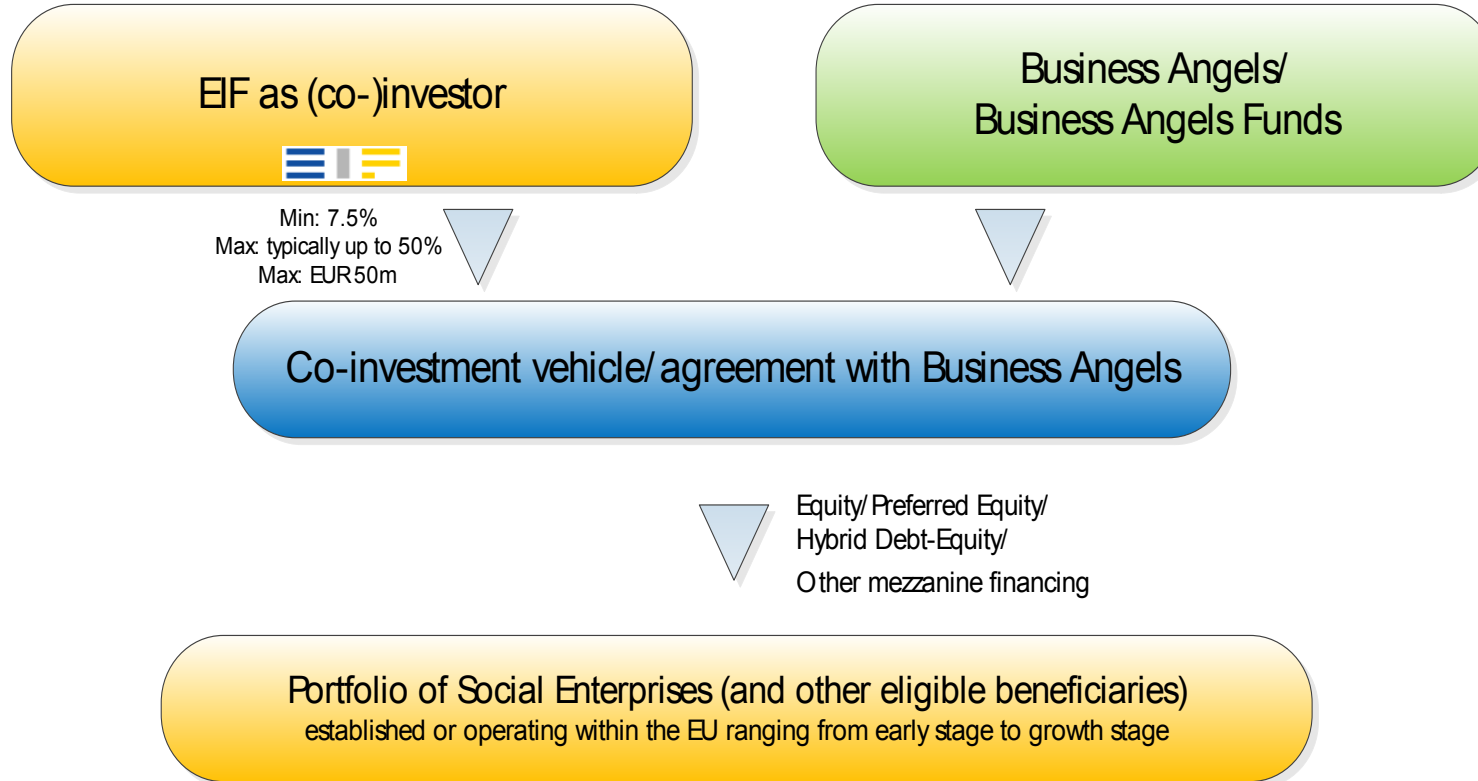 EIF as (co-)investor
EIF
Business Angels/
Business Angels Funds
Min: 7.5%
Max: typically up to 50%
Max: EUR50m
Co-investment vehicle/ agreement with Business Angels
Equity/ Preferred Equity/
Hybrid Debt-Equity/
Other mezzanine financing
Portfolio of Social Enterprises (and other eligible beneficiaries)
established or operating within the EU ranging from early stage to growth stage